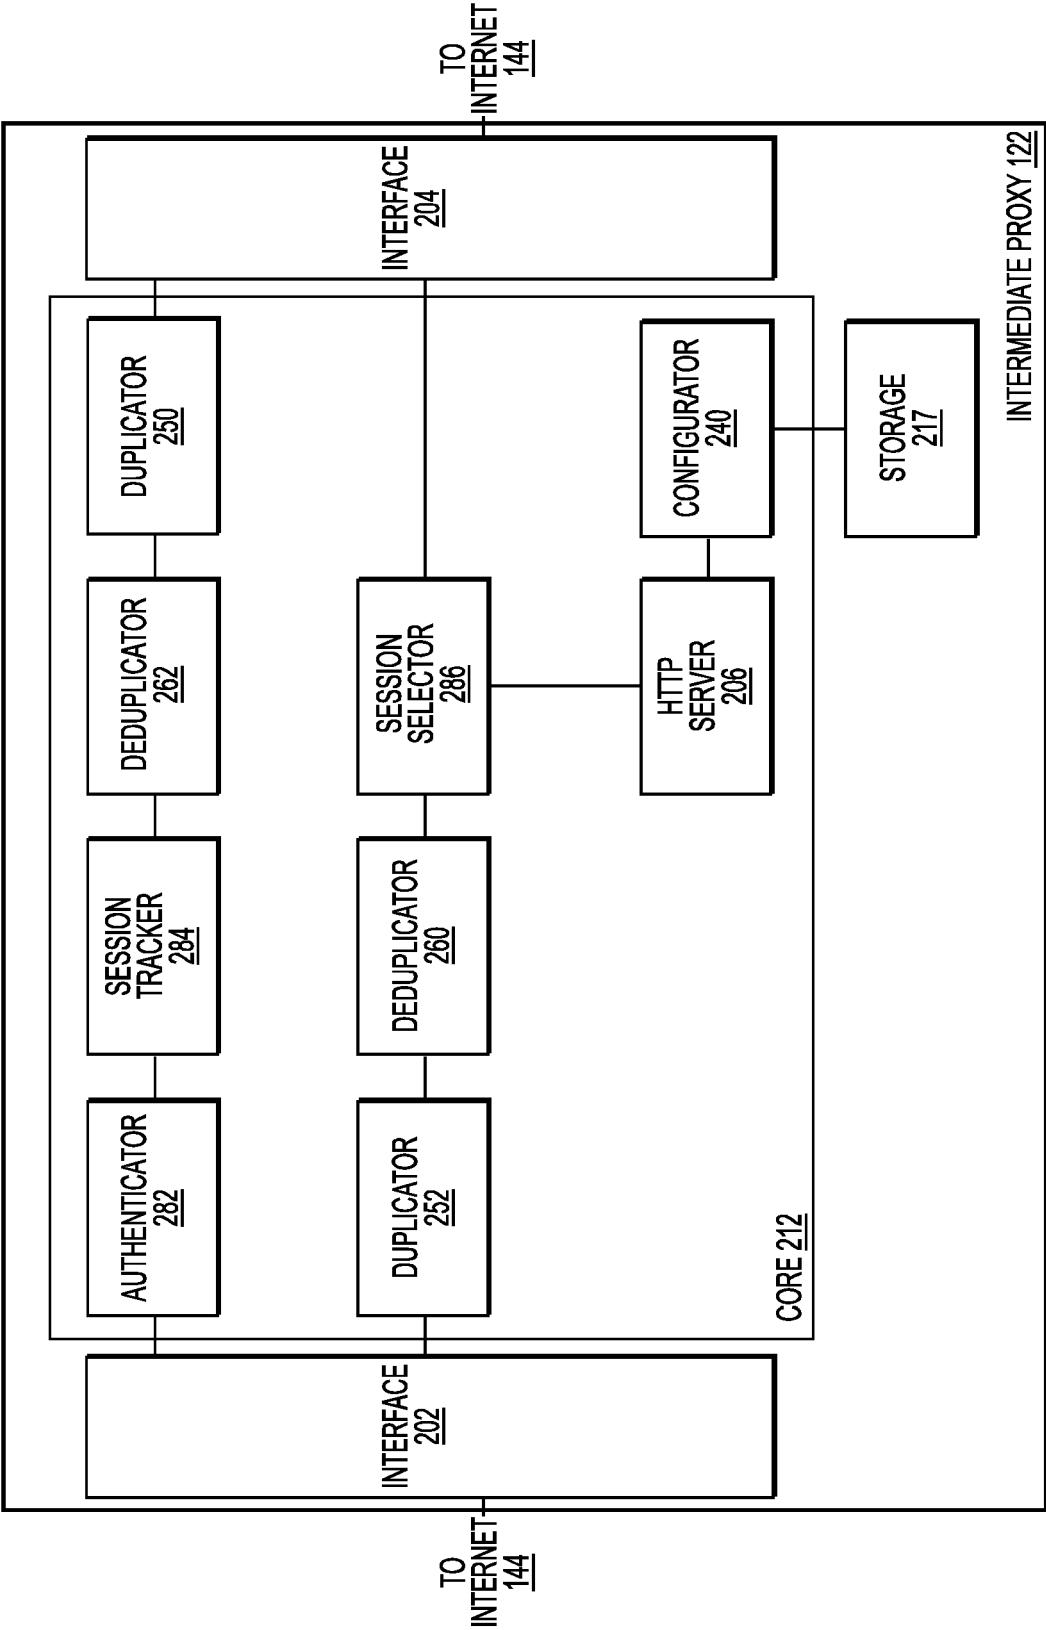 TO
INTERNET
144
INTERFACE
202
AUTHENTICATOR
282
SESSION
TRACKER
284
DEDUPLICATOR
262
DUPLICATOR
250
INTERFACE
204
TO
INTERNET
144
DUPLICATOR
252
DEDUPLICATOR
260
SESSION
SELECTOR
286
HTTP
SERVER
206
CONFIGURATOR
240
CORE 212
STORAGE
217
INTERMEDIATE PROXY 122